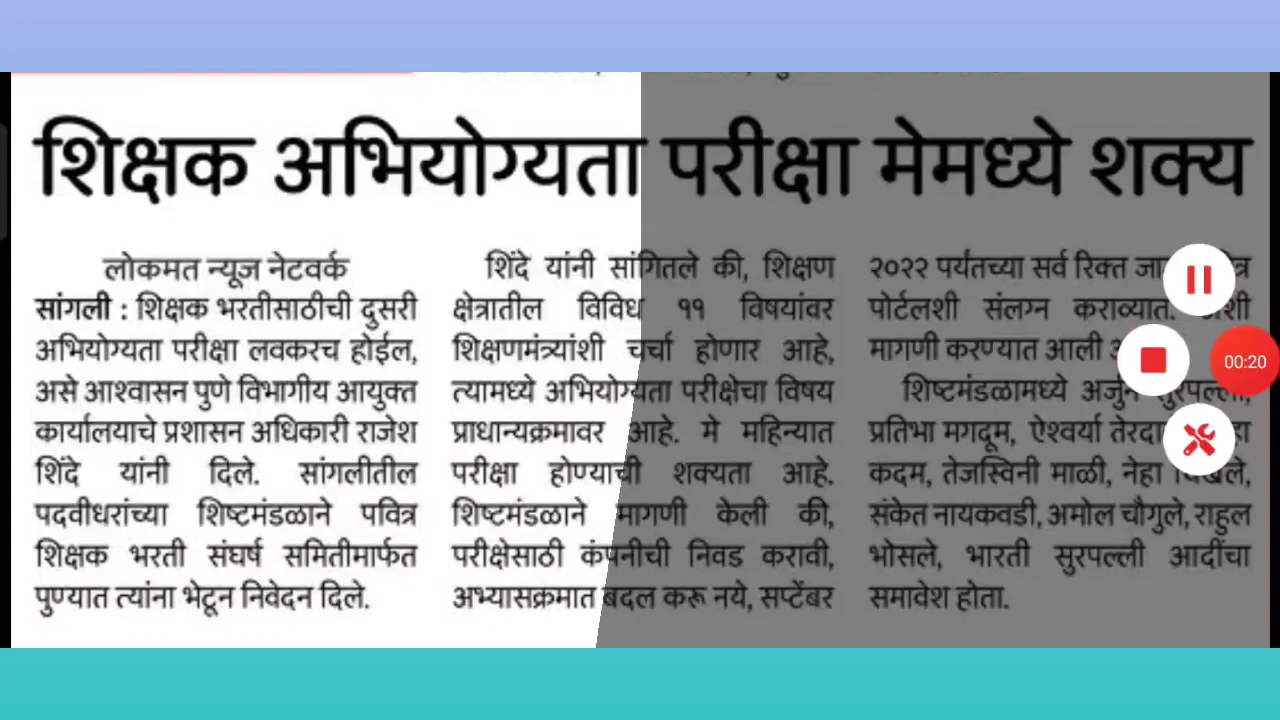 शिक्षक अभियोग्यता परीक्षा मेमध्ये शक्य
लोकमत न्यूज नेटवर्क
सांगली : शिक्षक भरतीसाठीची दुसरी
अभियोग्यता परीक्षा लवकरच होईल,
असे आश्वासन पुणे विभागीय आयुक्त
कार्यालयाचे प्रशासन अधिकारी राजेश
शिंदे यांनी दिले. सांगलीतील
पदवीधरांच्या शिष्टमंडळाने पवित्र
शिक्षक भरती संघर्ष समितीमार्फत
पुण्यात त्यांना भेटून निवेदन दिले.
शिंदे यांनी सांगितले की, शिक्षण
क्षेत्रातील विविध ११ विषयांवर
शिक्षणमंत्र्यांशी चर्चा होणार आहे,
त्यामध्ये अभियोग्यता परीक्षेचा विषय
प्राधान्यक्रमावर आहे. मे महिन्यात
परीक्षा होण्याची शक्यता आहे.
शिष्टमंडळाने मागणी केली की,
परीक्षेसाठी कंपनीची निवड करावी,
अभ्यासक्रमात बदल करू नये, सप्टेंबर
२०२२ पर्यंतच्या सर्व रिक्त
पोर्टलशी संलग्न कराव्यात.
मागणी करण्यात आली
शिष्टमंडळामध्ये अर्जुन सुरपल्ली,
प्रतिभा मगदूम, ऐश्वर्या
कदम, तेजस्विनी माळी, नेहा
संकेत नायकवडी, अमोल चौगुले, राहुल
भोसले, भारती सुरपल्ली आदींचा
समावेश होता.
00:20